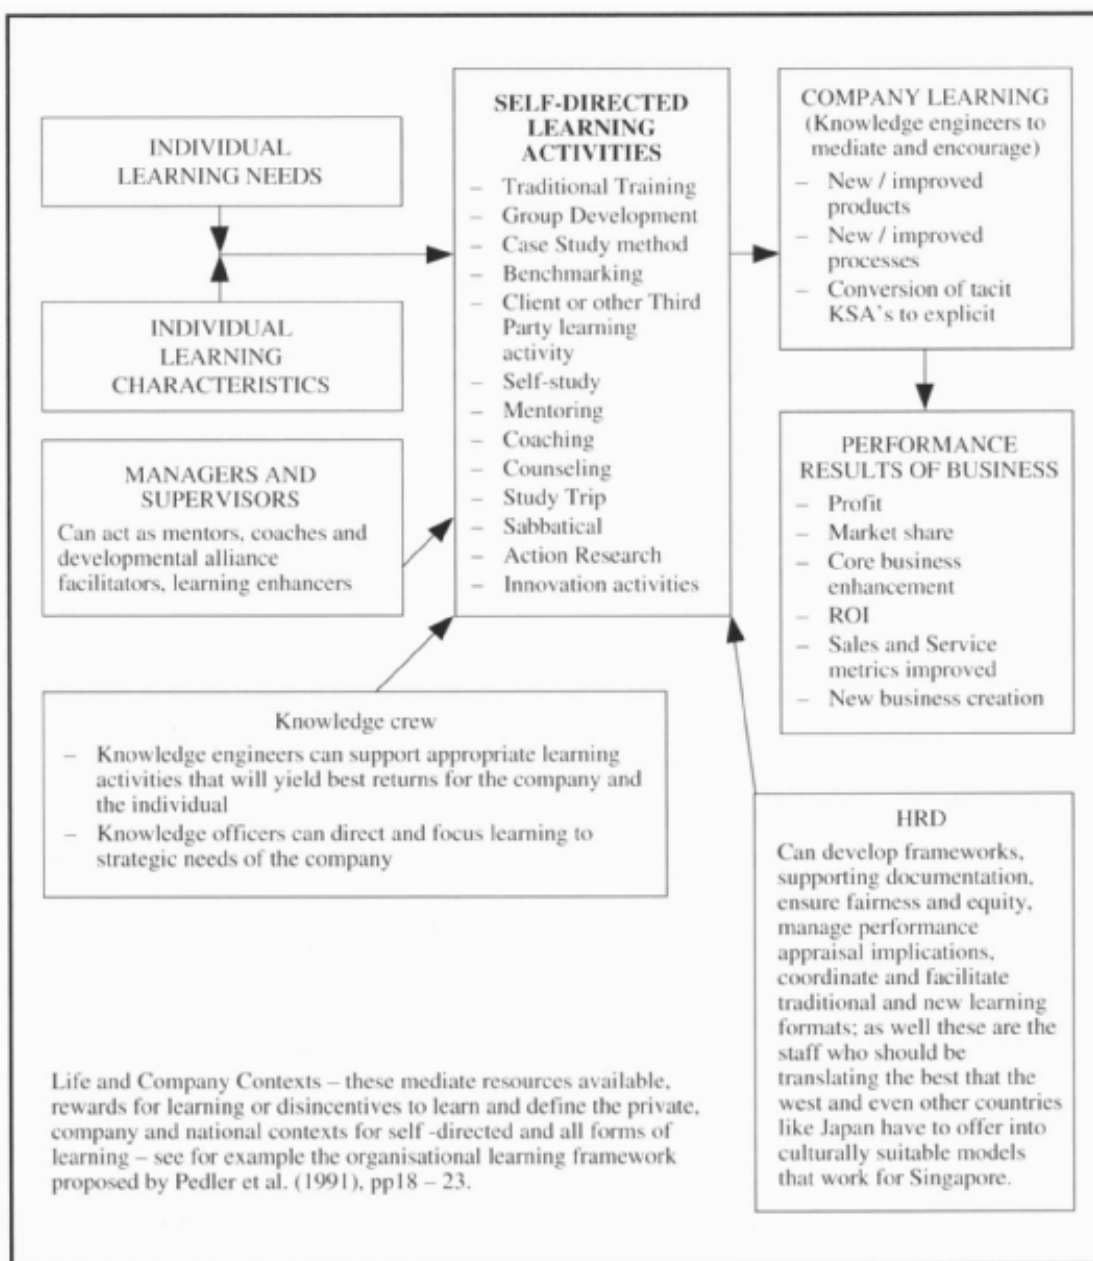 INDIVIDUAL
LEARNING NEEDS
INDIVIDUAL
LEARNING
CHARACTERISTICS
MANAGERS AND
SUPERVISORS
Can act as mentors, coaches and
developmental alliance
facilitators, learning enhancers
SELF-DIRECTED
LEARNING
ACTIVITIES
– Traditional Training
– Group Development
– Case Study method
– Benchmarking
– Client or other Third
Party learning
activity
– Self-study
– Mentoring
– Coaching
– Counseling
– Study Trip
– Sabbatical
– Action Research
– Innovation activities
COMPANY LEARNING
(Knowledge engineers to
mediate and encourage)
– New / improved
products
– New / improved
processes
– Conversion of tacit
KSA's to explicit
PERFORMANCE
RESULTS OF BUSINESS
– Profit
– Market share
– Core business
enhancement
– ROI
– Sales and Service
metrics improved
– New business creation
Knowledge crew
– Knowledge engineers can support appropriate learning
activities that will yield best returns for the company and
the individual
– Knowledge officers can direct and focus learning to
strategic needs of the company
HRD
Can develop frameworks,
supporting documentation,
ensure fairness and equity,
manage performance
appraisal implications,
coordinate and facilitate
traditional and new learning
formats; as well these are the
staff who should be
translating the best that the
west and even other countries
like Japan have to offer into
culturally suitable models
that work for Singapore.
Life and Company Contexts – these mediate resources available,
rewards for learning or disincentives to learn and define the private,
company and national contexts for self -directed and all forms of
learning – see for example the organisational learning framework
proposed by Pedler et al. (1991), pp18 – 23.